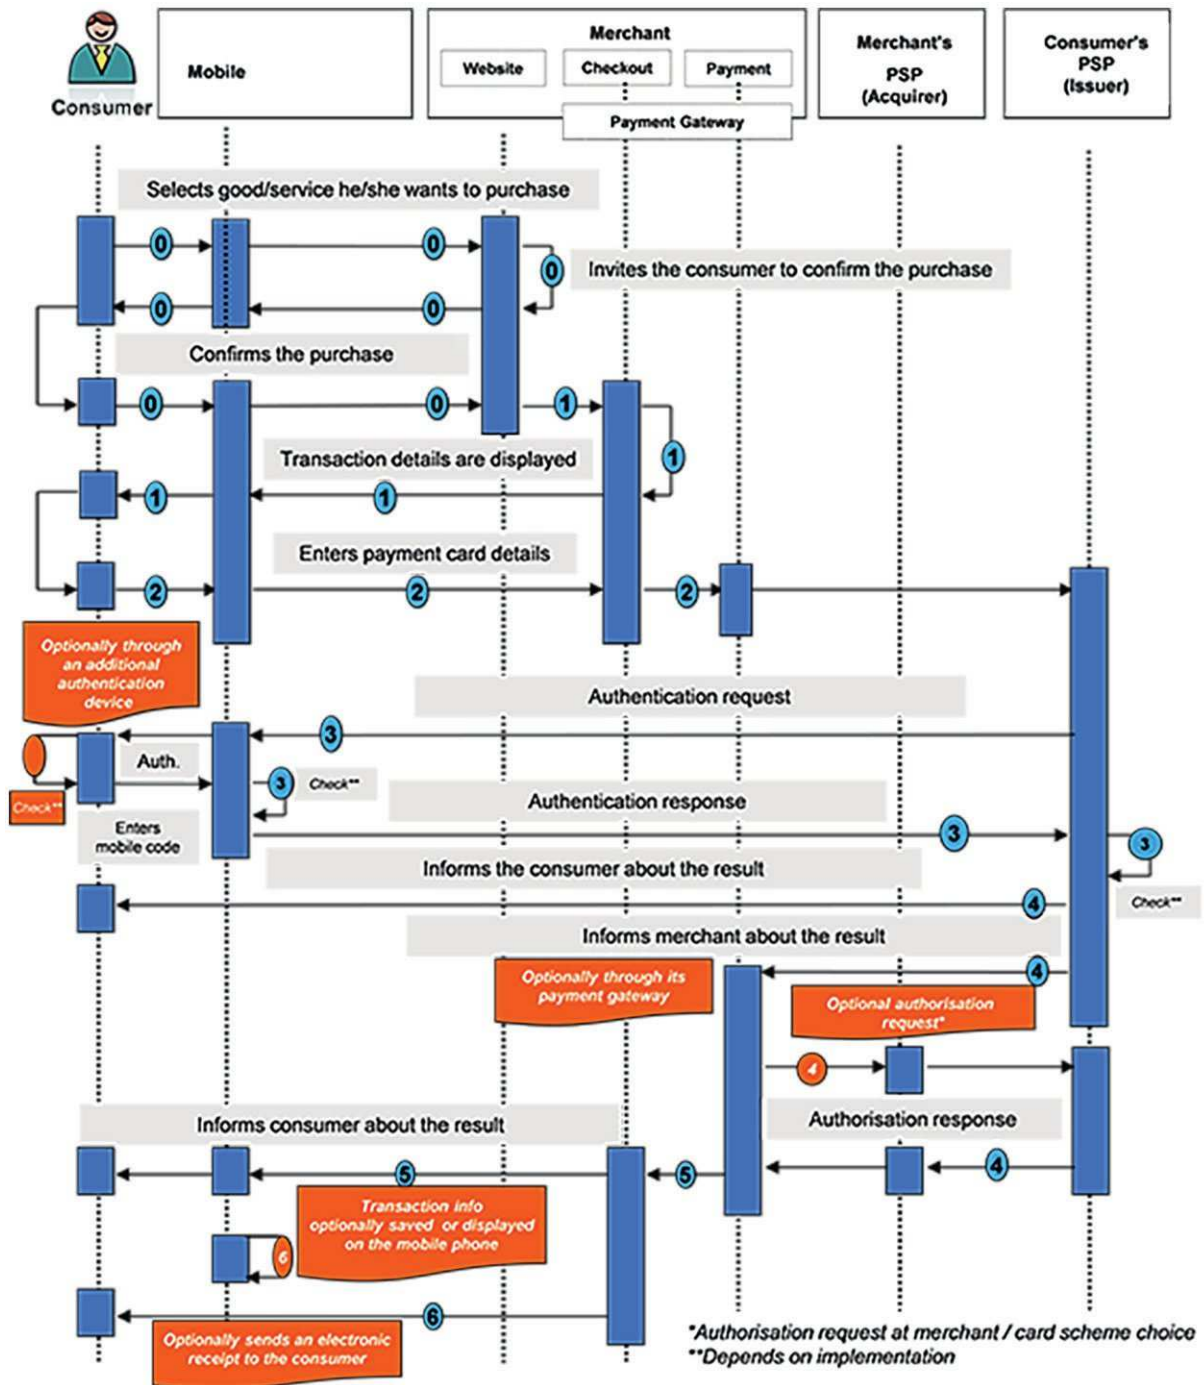 Consumer
Mobile
Merchant
Website
Checkout
Payment
Payment Gateway
Merchant's
PSP
(Acquirer)
Consumer's
PSP
(Issuer)
Selects good/service he/she wants to purchase
0
0
0
Invites the consumer to confirm the purchase
0
0
Confirms the purchase
0
0
1
1
Transaction details are displayed
1
1
Enters payment card details
2
2
2
Optionally through
an additional
authentication
device
Authentication request
3
Auth.
3
Check**
Check**
Authentication response
Enters
mobile code
3
3
Informs the consumer about the result
Check**
4
Informs merchant about the result
Optionally through its
payment gateway
4
Optional authorisation
request*
4
Informs consumer about the result
Authorisation response
5
5
4
Transaction info
optionally saved or displayed
on the mobile phone
6
6
Optionally sends an electronic
receipt to the consumer
*Authorisation request at merchant / card scheme choice
**Depends on implementation